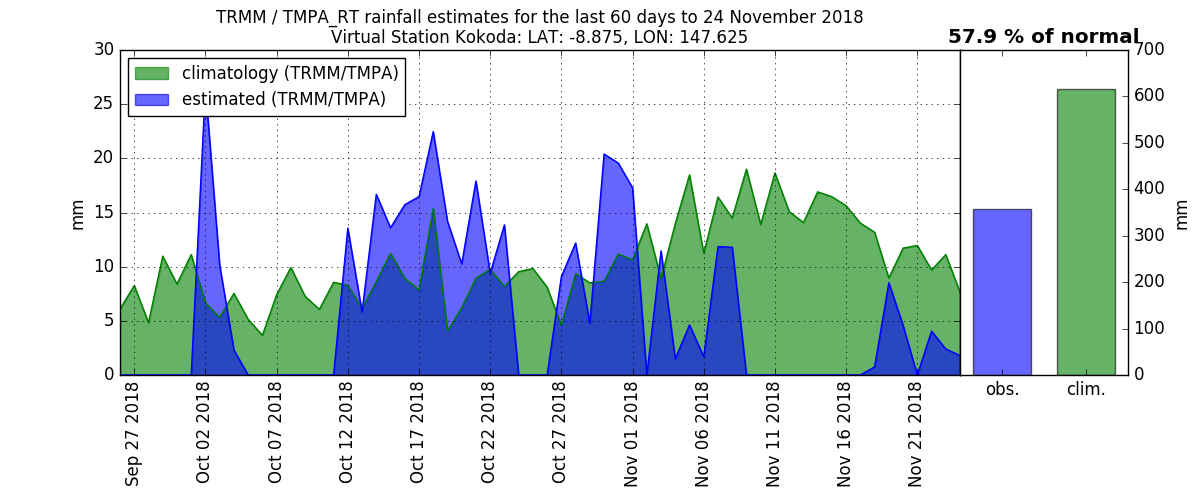 TRMM / TMPA_RT rainfall estimates for the last 60 days to 24 November 2018
Virtual Station Kokoda: LAT: -8.875, LON: 147.625
57.9 % of normal
climatology (TRMM/TMPA)
estimated (TRMM/TMPA)
30
25
20
15
10
5
0
mm
Sep 27 2018
Oct 02 2018
Oct 07 2018
Oct 12 2018
Oct 17 2018
Oct 22 2018
Oct 27 2018
Nov 01 2018
Nov 06 2018
Nov 11 2018
Nov 16 2018
Nov 21 2018
obs.
clim.
700
600
500
400
300
200
100
0
mm